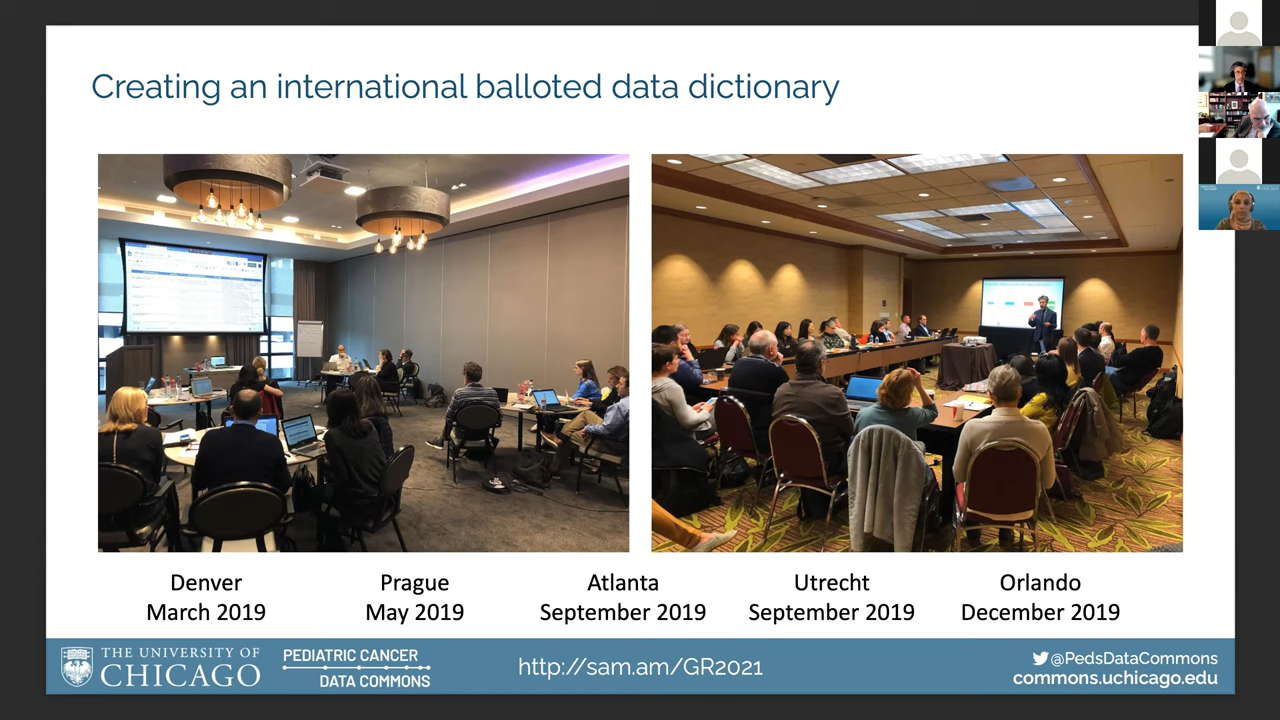 Creating an international balloted data dictionary
Denver
March 2019
Prague
May 2019
Atlanta
September 2019
Utrecht
September 2019
Orlando
December 2019
THE UNIVERSITY OF
CHICAGO
PEDIATRIC CANCER
DATA COMMONS
http://sam.am/GR2021
@PedsDataCommons
commons.uchicago.edu